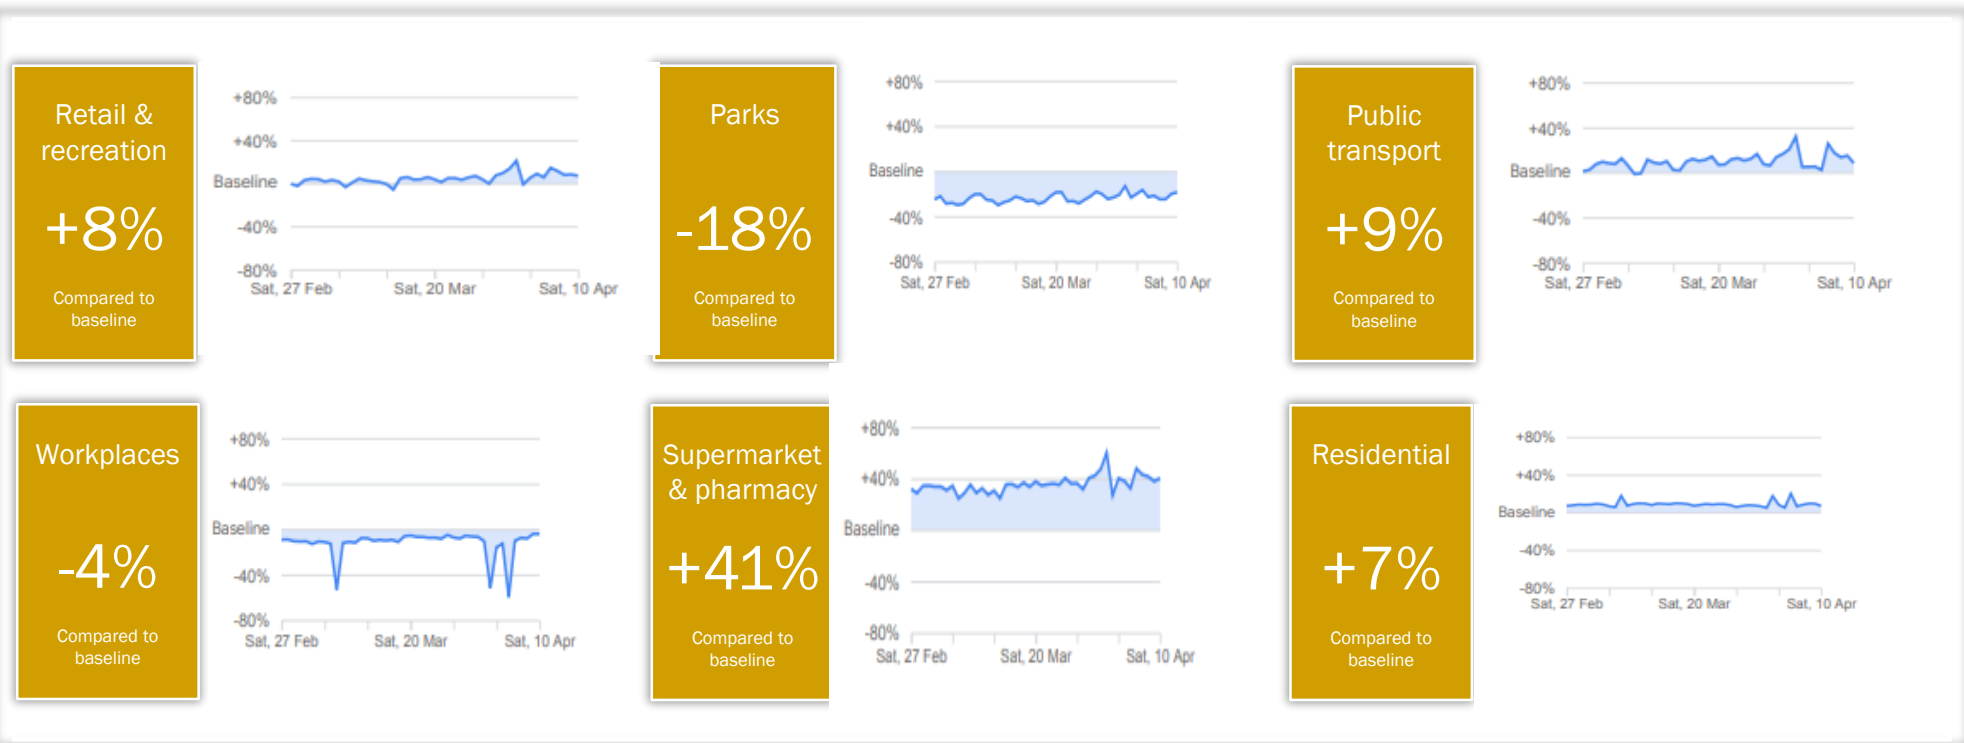 Retail &
recreation
+8%
Compared to
baseline
+80%
+40%
Baseline
-40%
-80%
Sat, 27 Feb
Sat, 20 Mar
Sat, 10 Apr
Parks
-18%
Compared to
baseline
+80%
+40%
Baseline
-40%
-80%
Sat, 27 Feb
Sat, 20 Mar
Sat, 10 Apr
Public
transport
+9%
Compared to
baseline
+80%
+40%
Baseline
-40%
-80%
Sat, 27 Feb
Sat, 20 Mar
Sat, 10 Apr
Workplaces
-4%
Compared to
baseline
+80%
+40%
Baseline
-40%
-80%
Sat, 27 Feb
Sat, 20 Mar
Sat, 10 Apr
Supermarket
& pharmacy
+41%
Compared to
baseline
+80%
+40%
Baseline
-40%
-80%
Sat, 27 Feb
Sat, 20 Mar
Sat, 10 Apr
Residential
+7%
Compared to
baseline
+80%
+40%
Baseline
-40%
-80%
Sat, 27 Feb
Sat, 20 Mar
Sat, 10 Apr